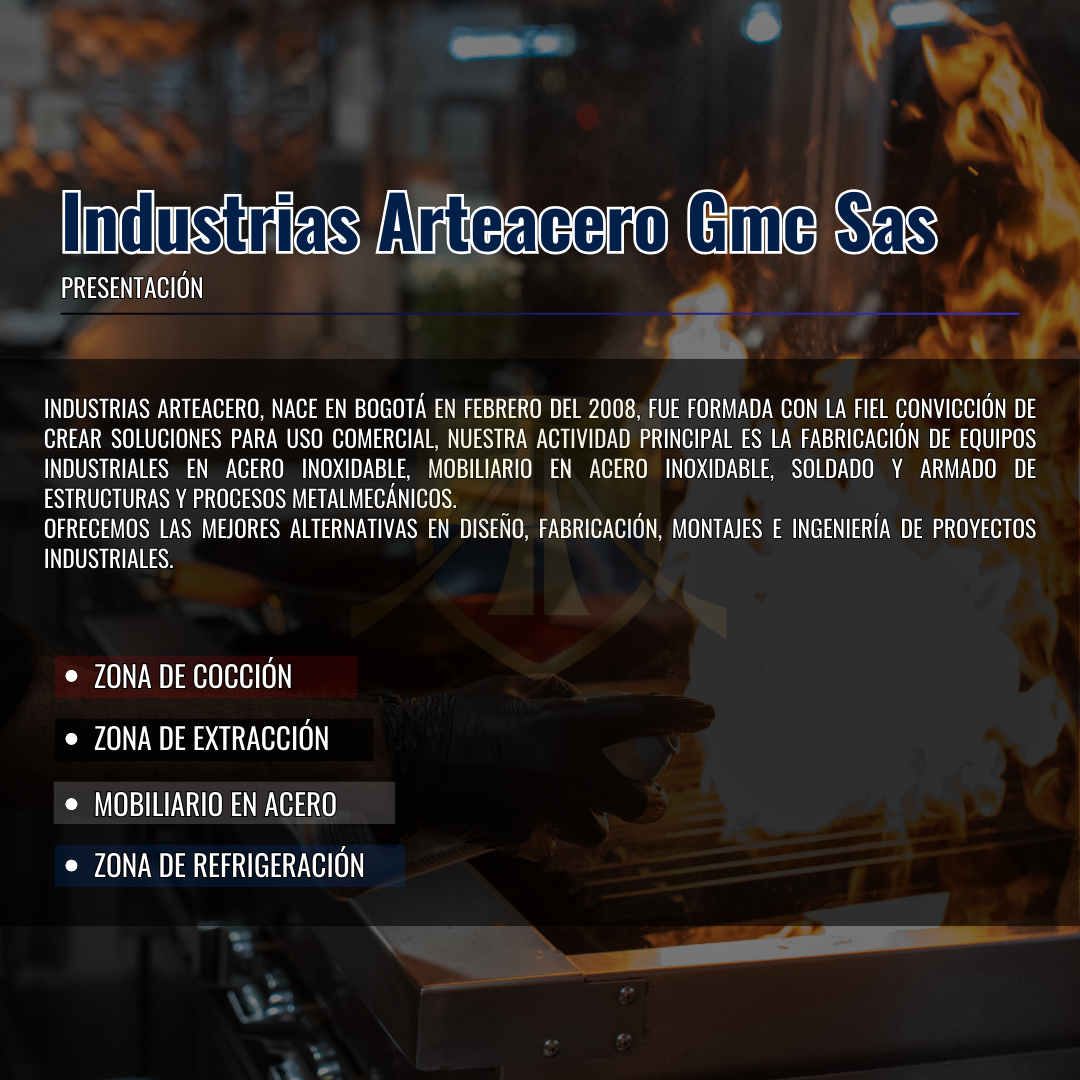 Industrias Arteacero Gmc Sas
PRESENTACIÓN
INDUSTRIAS ARTEACERO, NACE EN BOGOTÁ EN FEBRERO DEL 2008, FUE FORMADA CON LA FIEL CONVICCIÓN DE
CREAR SOLUCIONES PARA USO COMERCIAL, NUESTRA ACTIVIDAD PRINCIPAL ES LA FABRICACIÓN DE EQUIPOS
INDUSTRIALES EN ACERO INOXIDABLE, MOBILIARIO EN ACERO INOXIDABLE, SOLDADO Y ARMADO DE
ESTRUCTURAS Y PROCESOS METALMECÁNICOS.
OFRECEMOS LAS MEJORES ALTERNATIVAS EN DISEÑO, FABRICACIÓN, MONTAJES E INGENIERÍA DE PROYECTOS
INDUSTRIALES.
• ZONA DE COCCIÓN
• ZONA DE EXTRACCIÓN
• MOBILIARIO EN ACERO
• ZONA DE REFRIGERACIÓN